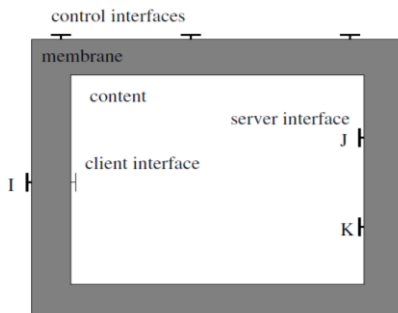 control interfaces
membrane
content
server interface
J
client interface
I
K